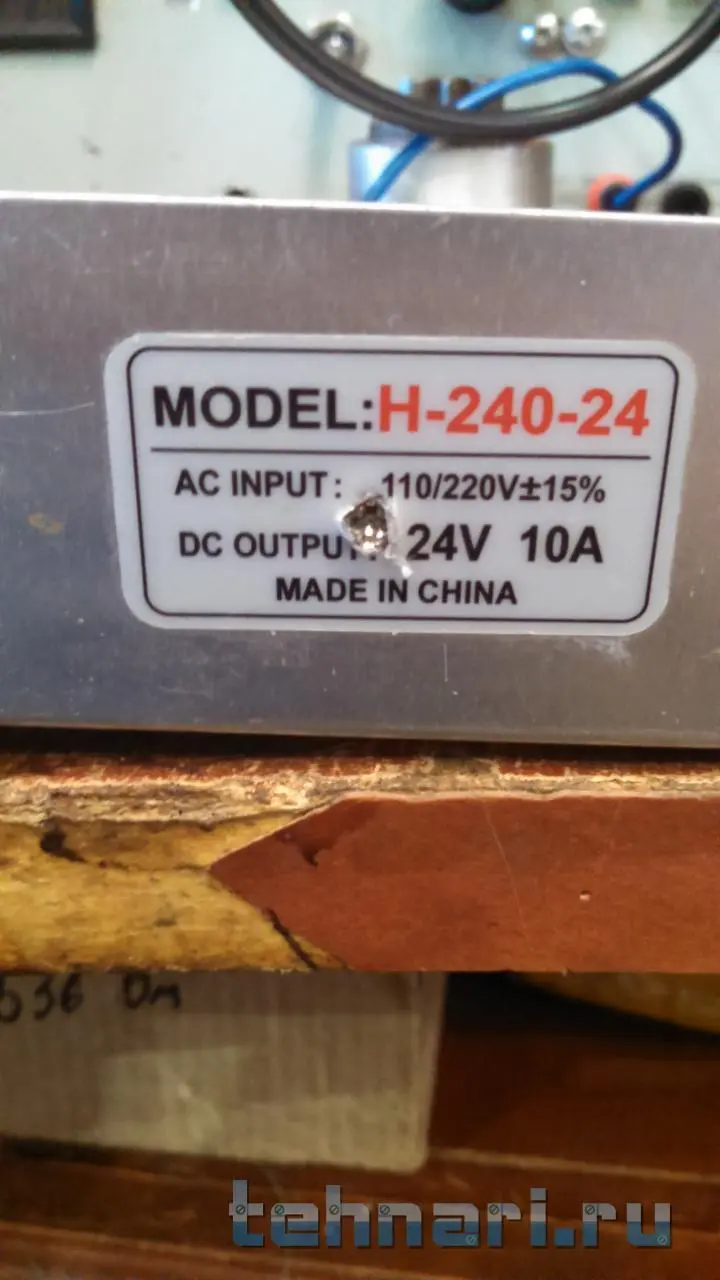 MODEL:H-240-24
AC INPUT: 110/220V±15%
DC OUTPUT: 24V 10A
MADE IN CHINA
536 Om
tehnari.ru